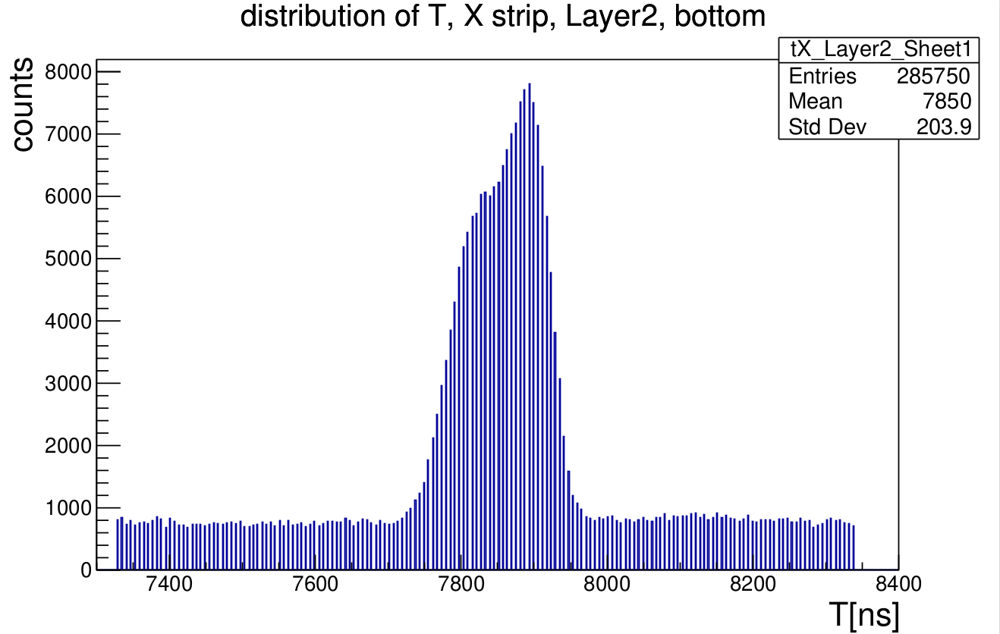 distribution of T, X strip, Layer2, bottom
tX_Layer2_Sheet1
Entries 285750
Mean 7850
Std Dev 203.9
counts
8000
7000
6000
5000
4000
3000
2000
1000
0
7400 7600 7800 8000 8200 8400
T[ns]